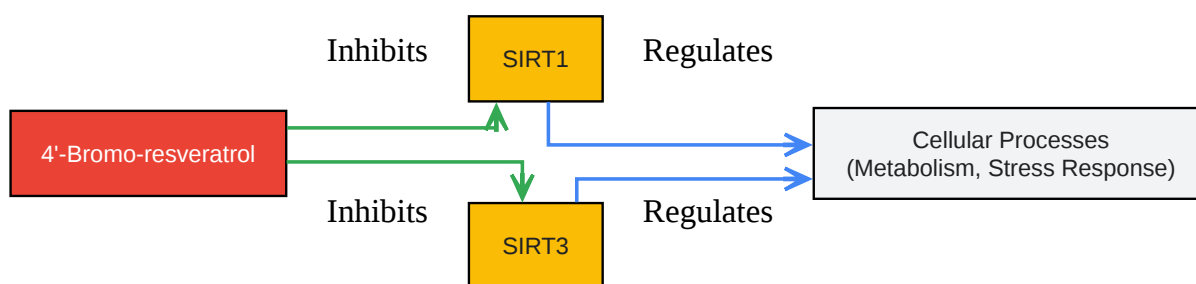 Inhibits
SIRT1
Regulates
4'-Bromo-resveratrol
Cellular Processes
(Metabolism, Stress Response)
Inhibits
SIRT3
Regulates